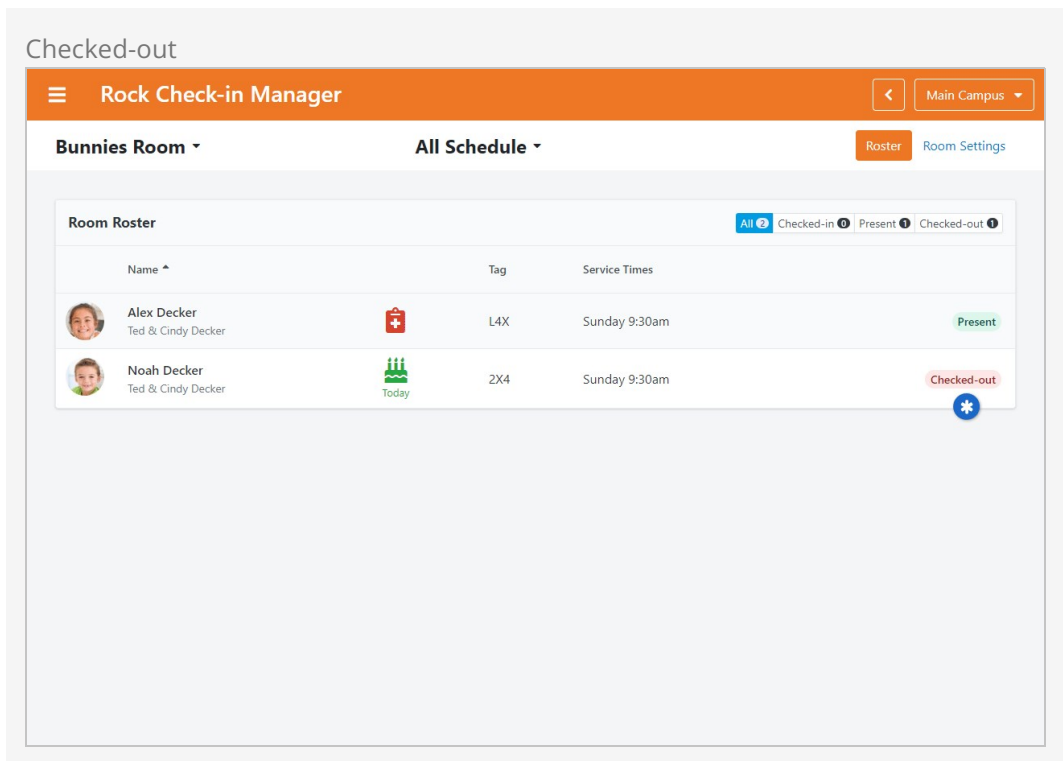 Checked-out
Rock Check-in Manager
Main Campus
Bunnies Room
All Schedule
Roster
Room Settings
Room Roster
All 2 Checked-in 0 Present 1 Checked-out 1
Name Tag Service Times
Alex Decker
Ted & Cindy Decker
L4X Sunday 9:30am Present
Noah Decker
Ted & Cindy Decker
Today
2X4 Sunday 9:30am Checked-out